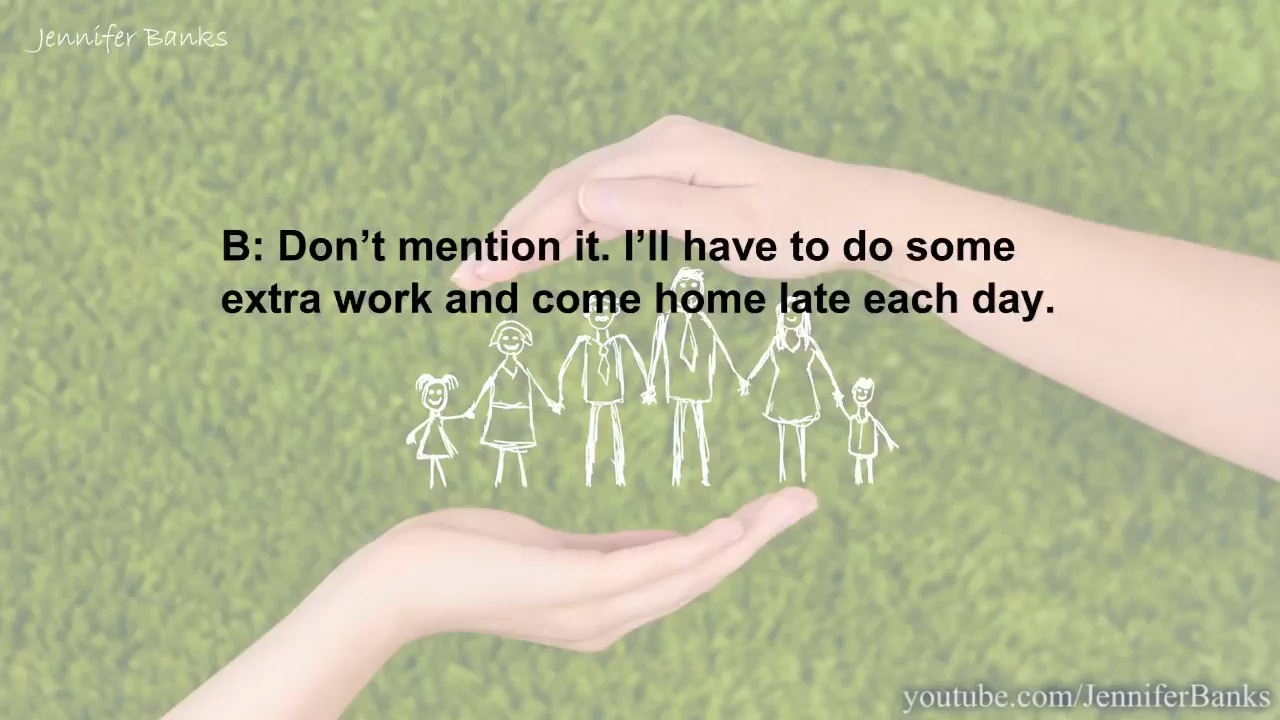 Jennifer Banks
B: Don’t mention it. I’ll have to do some
extra work and come home late each day.
youtube.com/JenniferBanks